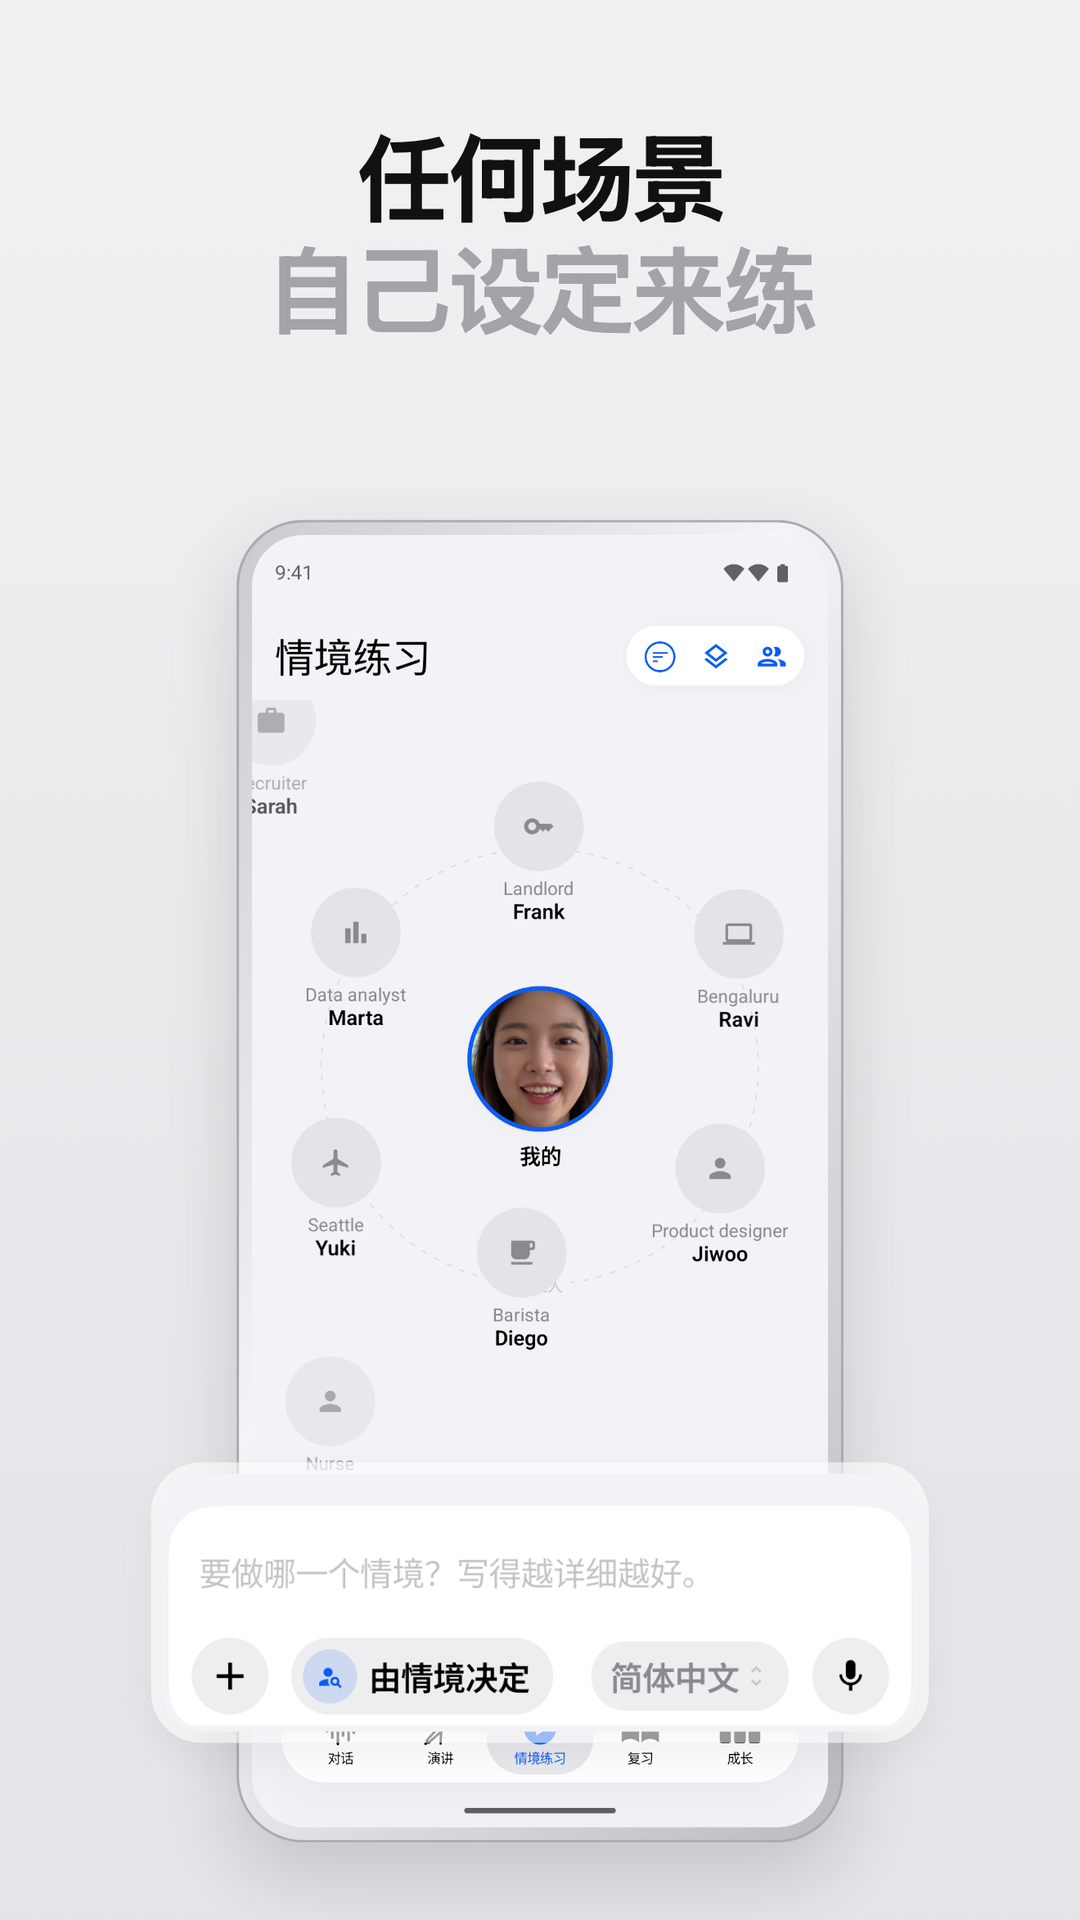 任何场景
自己设定来练
9:41
情境练习
ecruiter
Sarah
Landlord
Frank
Data analyst
Marta
Bengaluru
Ravi
我的
Seattle
Yuki
Product designer
Jiwoo
人
Barista
Diego
Nurse
要做哪一个情境？写得越详细越好。
由情境决定
简体中文
对话
演讲
情境练习
复习
成长